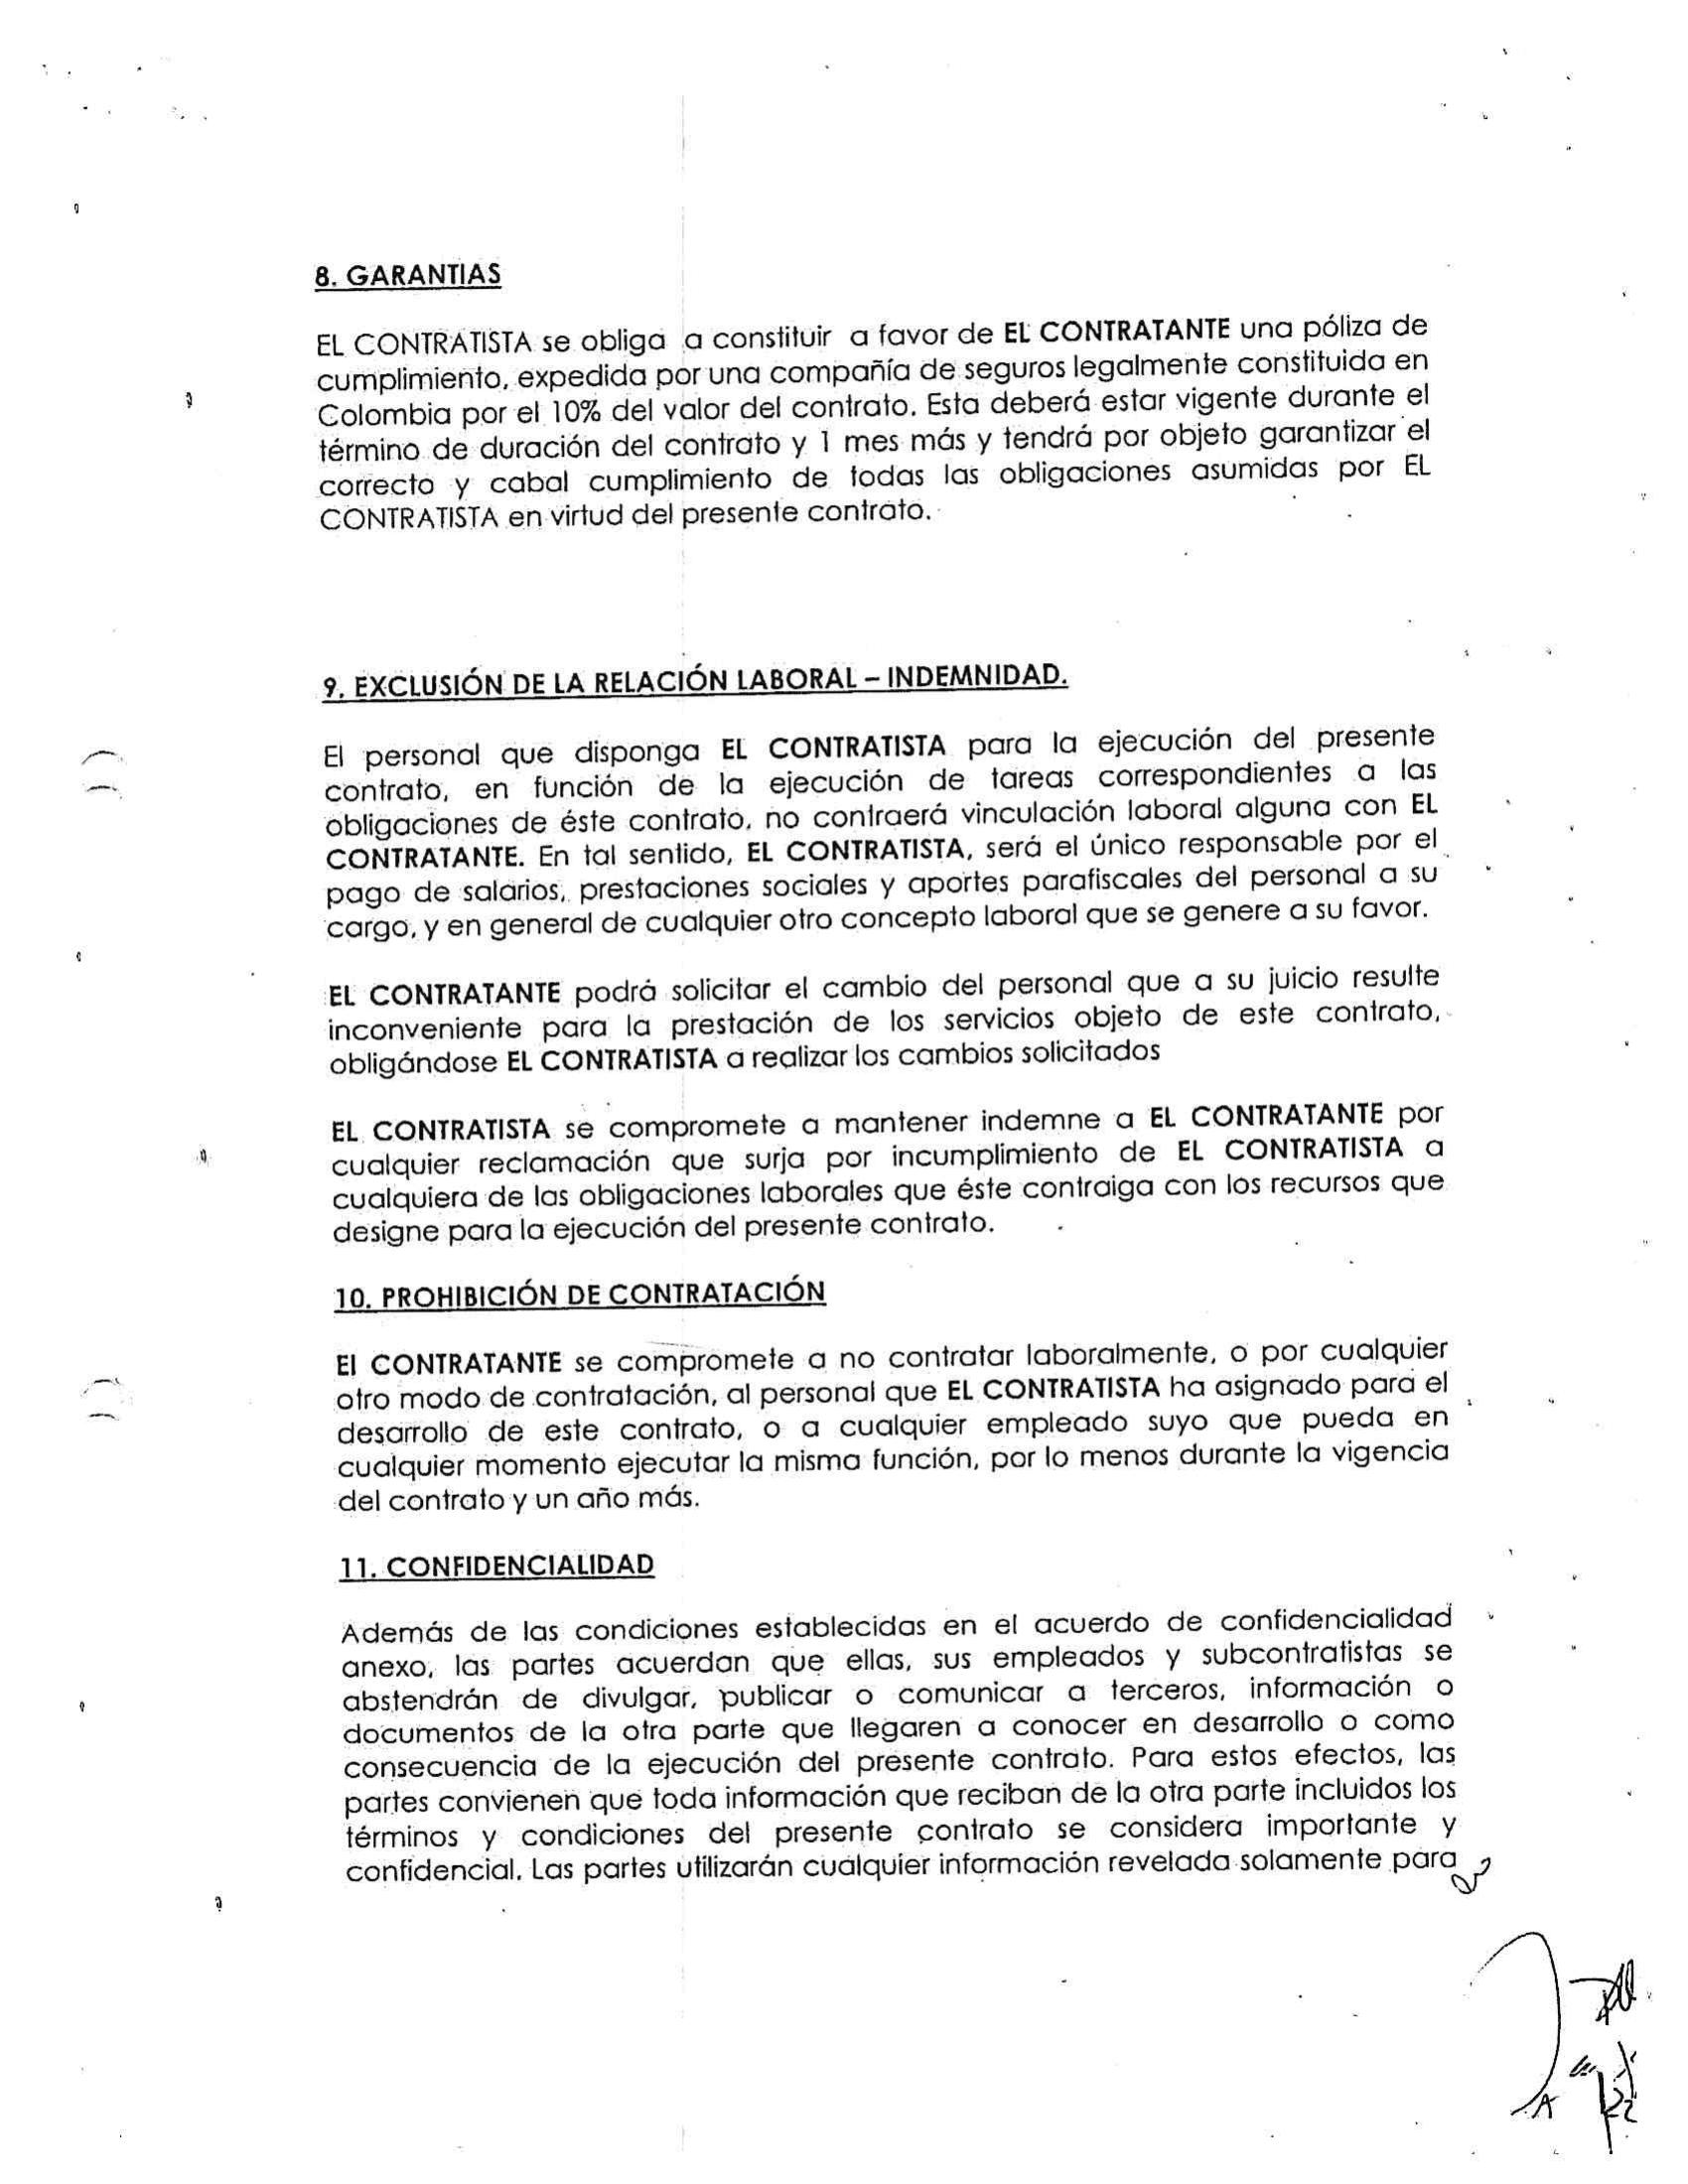 8. GARANTIAS
EL CONTRATISTA se obliga a constituir a favor de EL CONTRATANTE una póliza de
cumplimiento, expedida por una compañía de seguros legalmente constituida en
Colombia por el 10% del valor del contrato. Esta deberá estar vigente durante el
término de duración del contrato y 1 mes más y tendrá por objeto garantizar el
correcto y cabal cumplimiento de todas las obligaciones asumidas por EL
CONTRATISTA en virtud del presente contrato.
9. EXCLUSIÓN DE LA RELACIÓN LABORAL – INDEMNIDAD.
El personal que disponga EL CONTRATISTA para la ejecución del presente
contrato, en función de la ejecución de tareas correspondientes a las
obligaciones de éste contrato, no contraerá vinculación laboral alguna con EL
CONTRATANTE. En tal sentido, EL CONTRATISTA, será el único responsable por el
pago de salarios, prestaciones sociales y aportes parafiscales del personal a su
cargo, y en general de cualquier otro concepto laboral que se genere a su favor.
EL CONTRATANTE podrá solicitar el cambio del personal que a su juicio resulte
inconveniente para la prestación de los servicios objeto de este contrato,
obligándose EL CONTRATISTA a realizar los cambios solicitados
EL CONTRATISTA se compromete a mantener indemne a EL CONTRATANTE por
cualquier reclamación que surja por incumplimiento de EL CONTRATISTA a
cualquiera de las obligaciones laborales que éste contraiga con los recursos que
designe para la ejecución del presente contrato.
10. PROHIBICIÓN DE CONTRATACIÓN
El CONTRATANTE se compromete a no contratar laboralmente, o por cualquier
otro modo de contratación, al personal que EL CONTRATISTA ha asignado para el
desarrollo de este contrato, o a cualquier empleado suyo que pueda en
cualquier momento ejecutar la misma función, por lo menos durante la vigencia
del contrato y un año más.
11. CONFIDENCIALIDAD
Además de las condiciones establecidas en el acuerdo de confidencialidad
anexo, las partes acuerdan que ellas, sus empleados y subcontratistas se
abstendrán de divulgar, publicar o comunicar a terceros, información o
documentos de la otra parte que llegaren a conocer en desarrollo o como
consecuencia de la ejecución del presente contrato. Para estos efectos, las
partes convienen que toda información que reciban de la otra parte incluidos los
términos y condiciones del presente contrato se considera importante y
confidencial. Las partes utilizarán cualquier información revelada solamente para